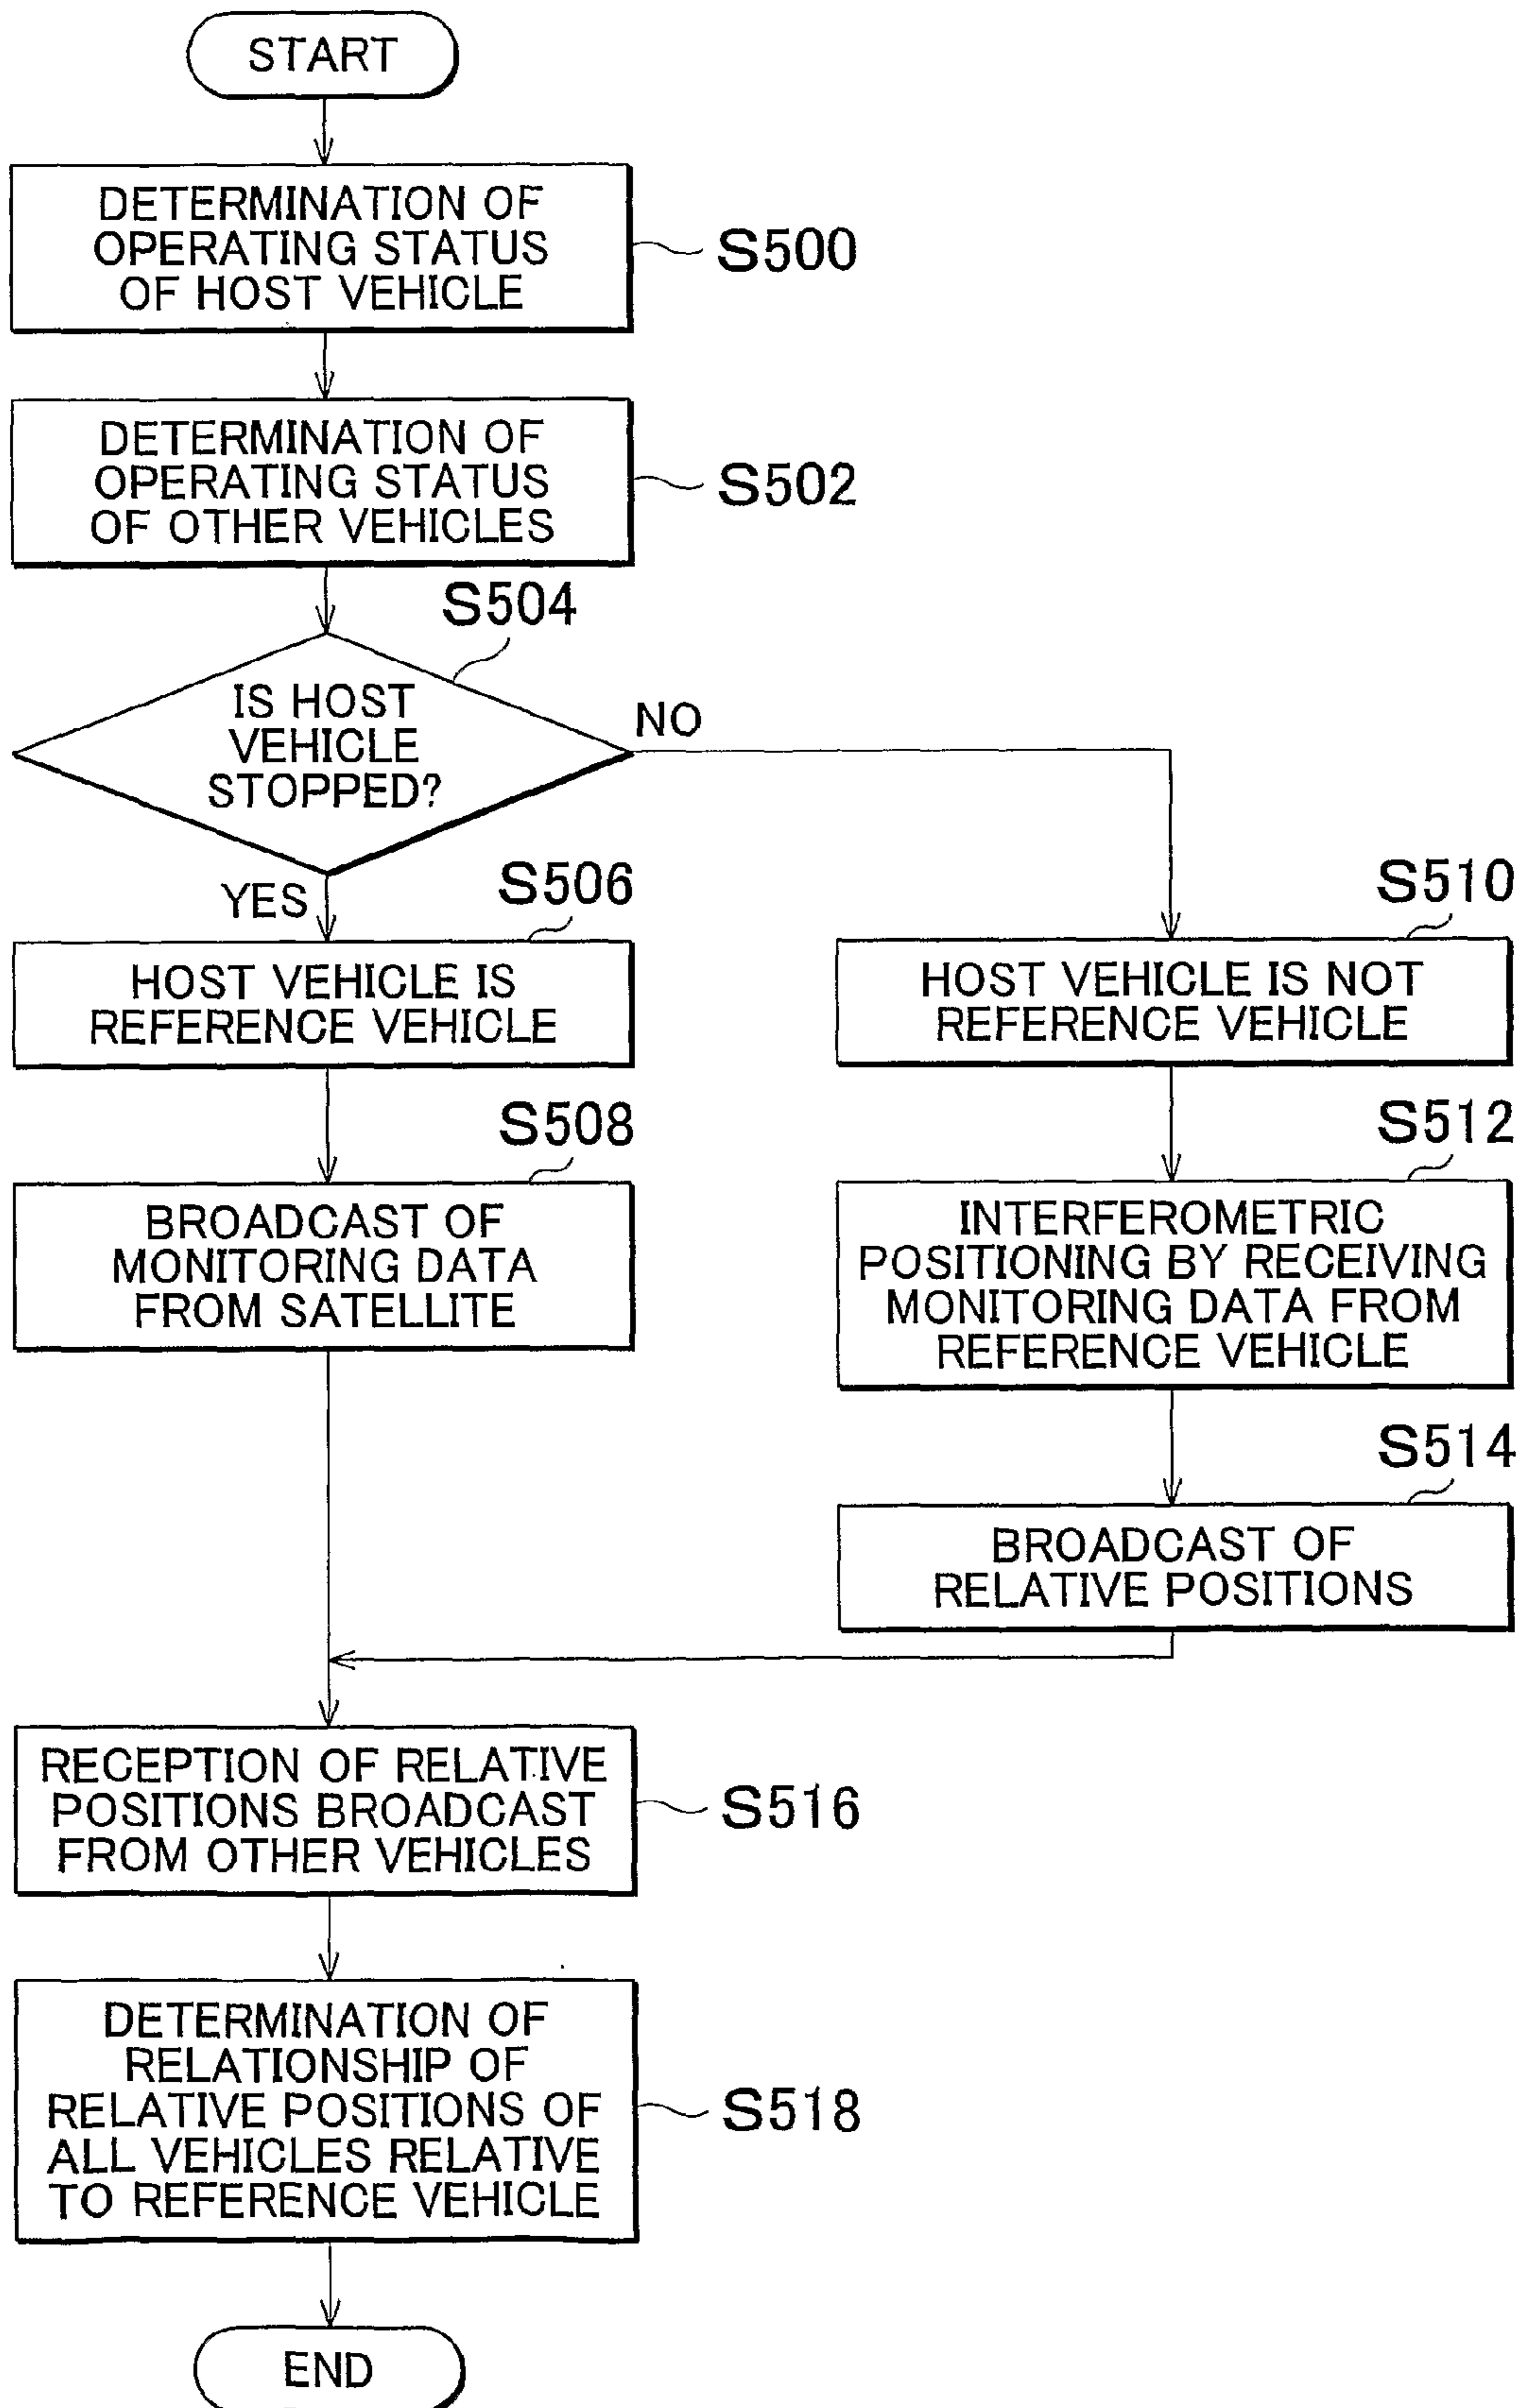 START
DETERMINATION OF
OPERATING STATUS
OF HOST VEHICLE
S500
DETERMINATION OF
OPERATING STATUS
OF OTHER VEHICLES
S502
S504
IS HOST
VEHICLE
STOPPED?
NO
YES
S506
HOST VEHICLE IS
REFERENCE VEHICLE
S508
BROADCAST OF
MONITORING DATA
FROM SATELLITE
S510
HOST VEHICLE IS NOT
REFERENCE VEHICLE
S512
INTERFEROMETRIC
POSITIONING BY RECEIVING
MONITORING DATA FROM
REFERENCE VEHICLE
S514
BROADCAST OF
RELATIVE POSITIONS
RECEPTION OF RELATIVE
POSITIONS BROADCAST
FROM OTHER VEHICLES
S516
DETERMINATION OF
RELATIONSHIP OF
RELATIVE POSITIONS OF
ALL VEHICLES RELATIVE
TO REFERENCE VEHICLE
S518
END